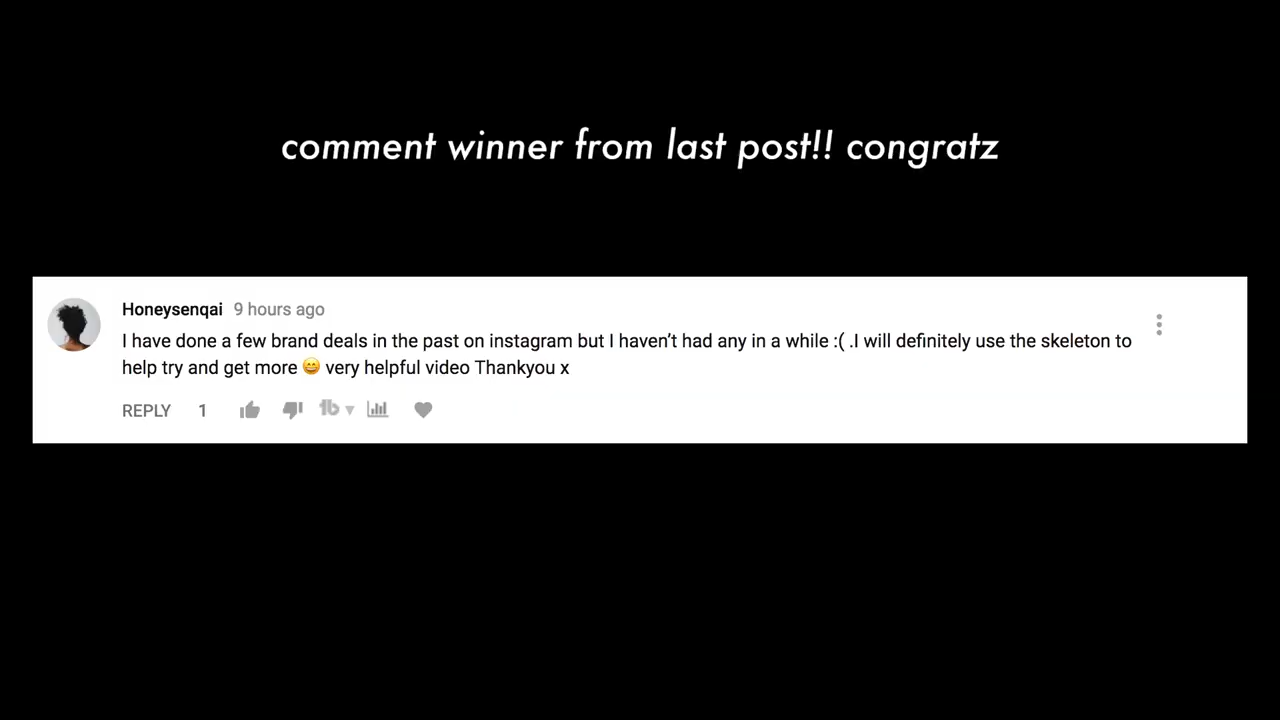 comment winner from last post!! congratz
Honeysenqai 9 hours ago
I have done a few brand deals in the past on instagram but I haven't had any in a while :( .I will definitely use the skeleton to
help try and get more 😄 very helpful video Thankyou x
REPLY 1 tb